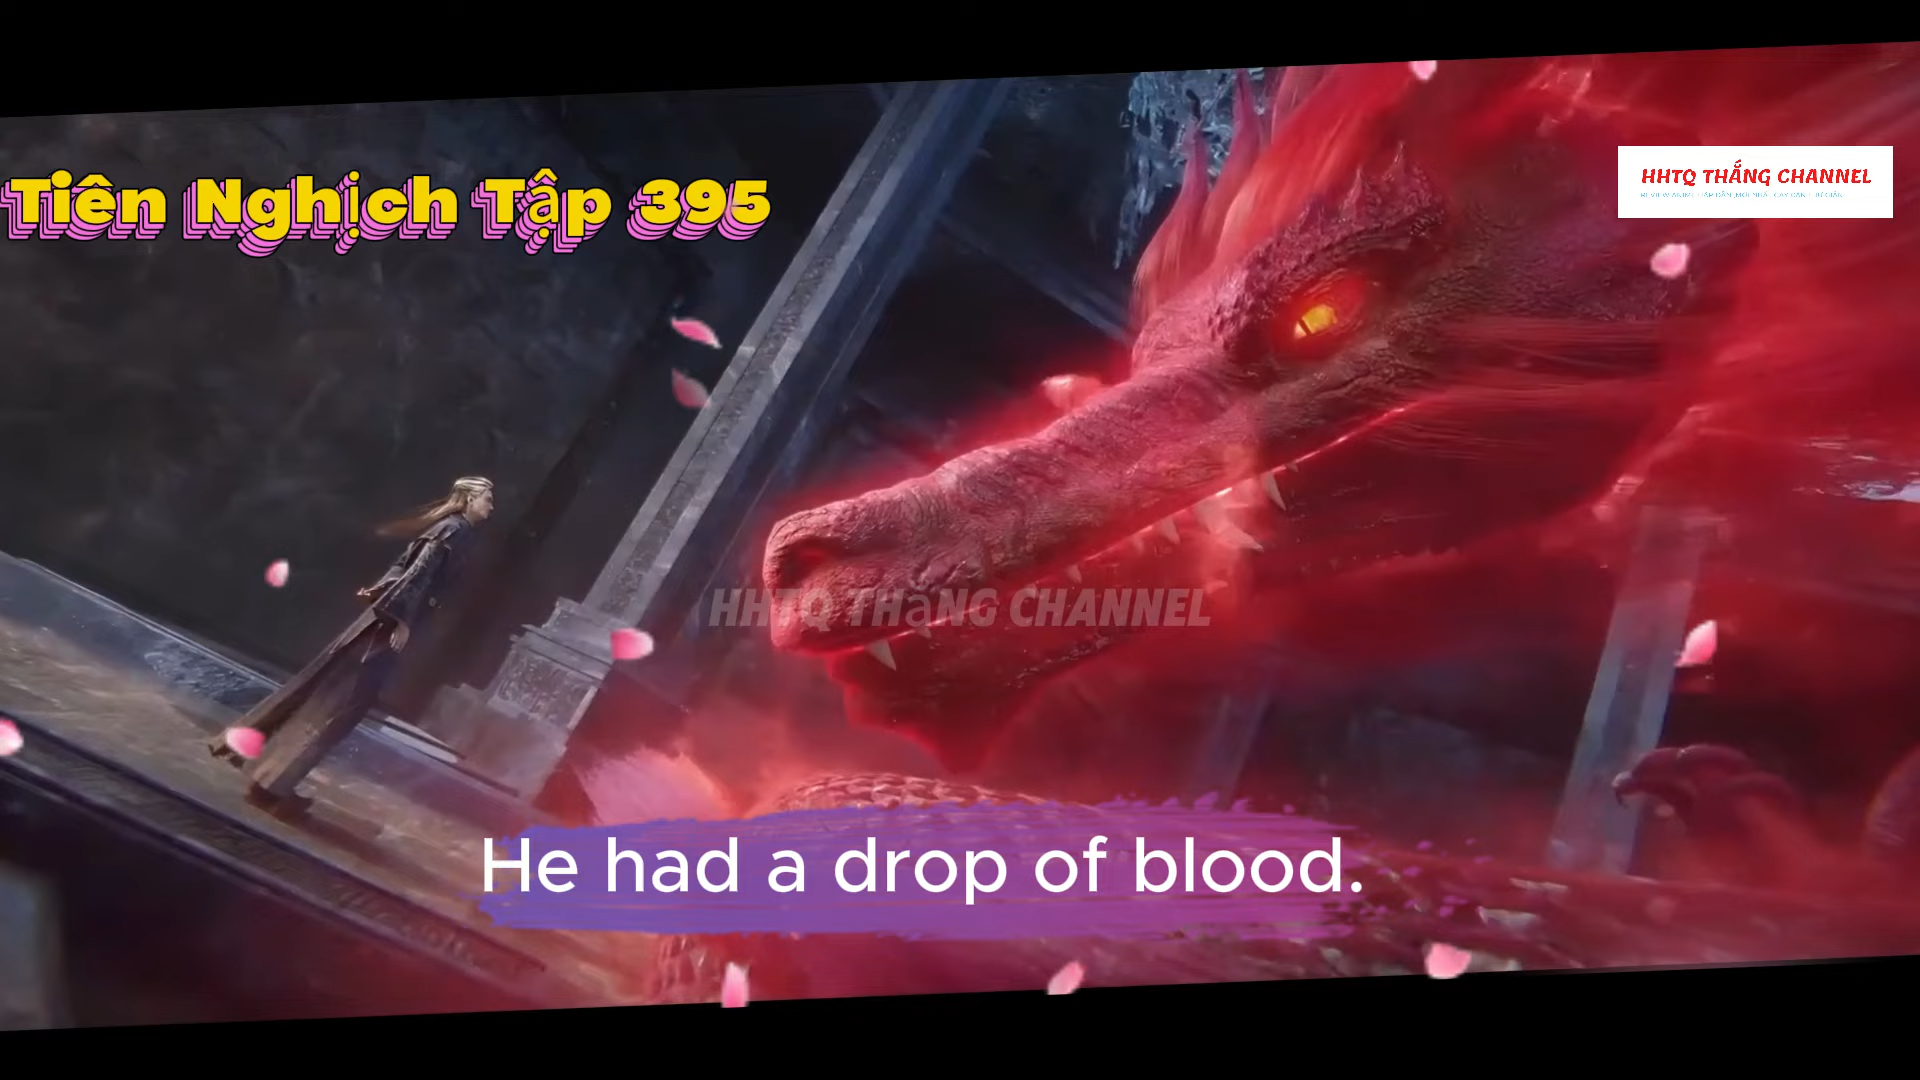 Tiên Nghịch Tập 395
HHTQ THẮNG CHANNEL
HHTQ THắNG CHANNEL
He had a drop of blood.